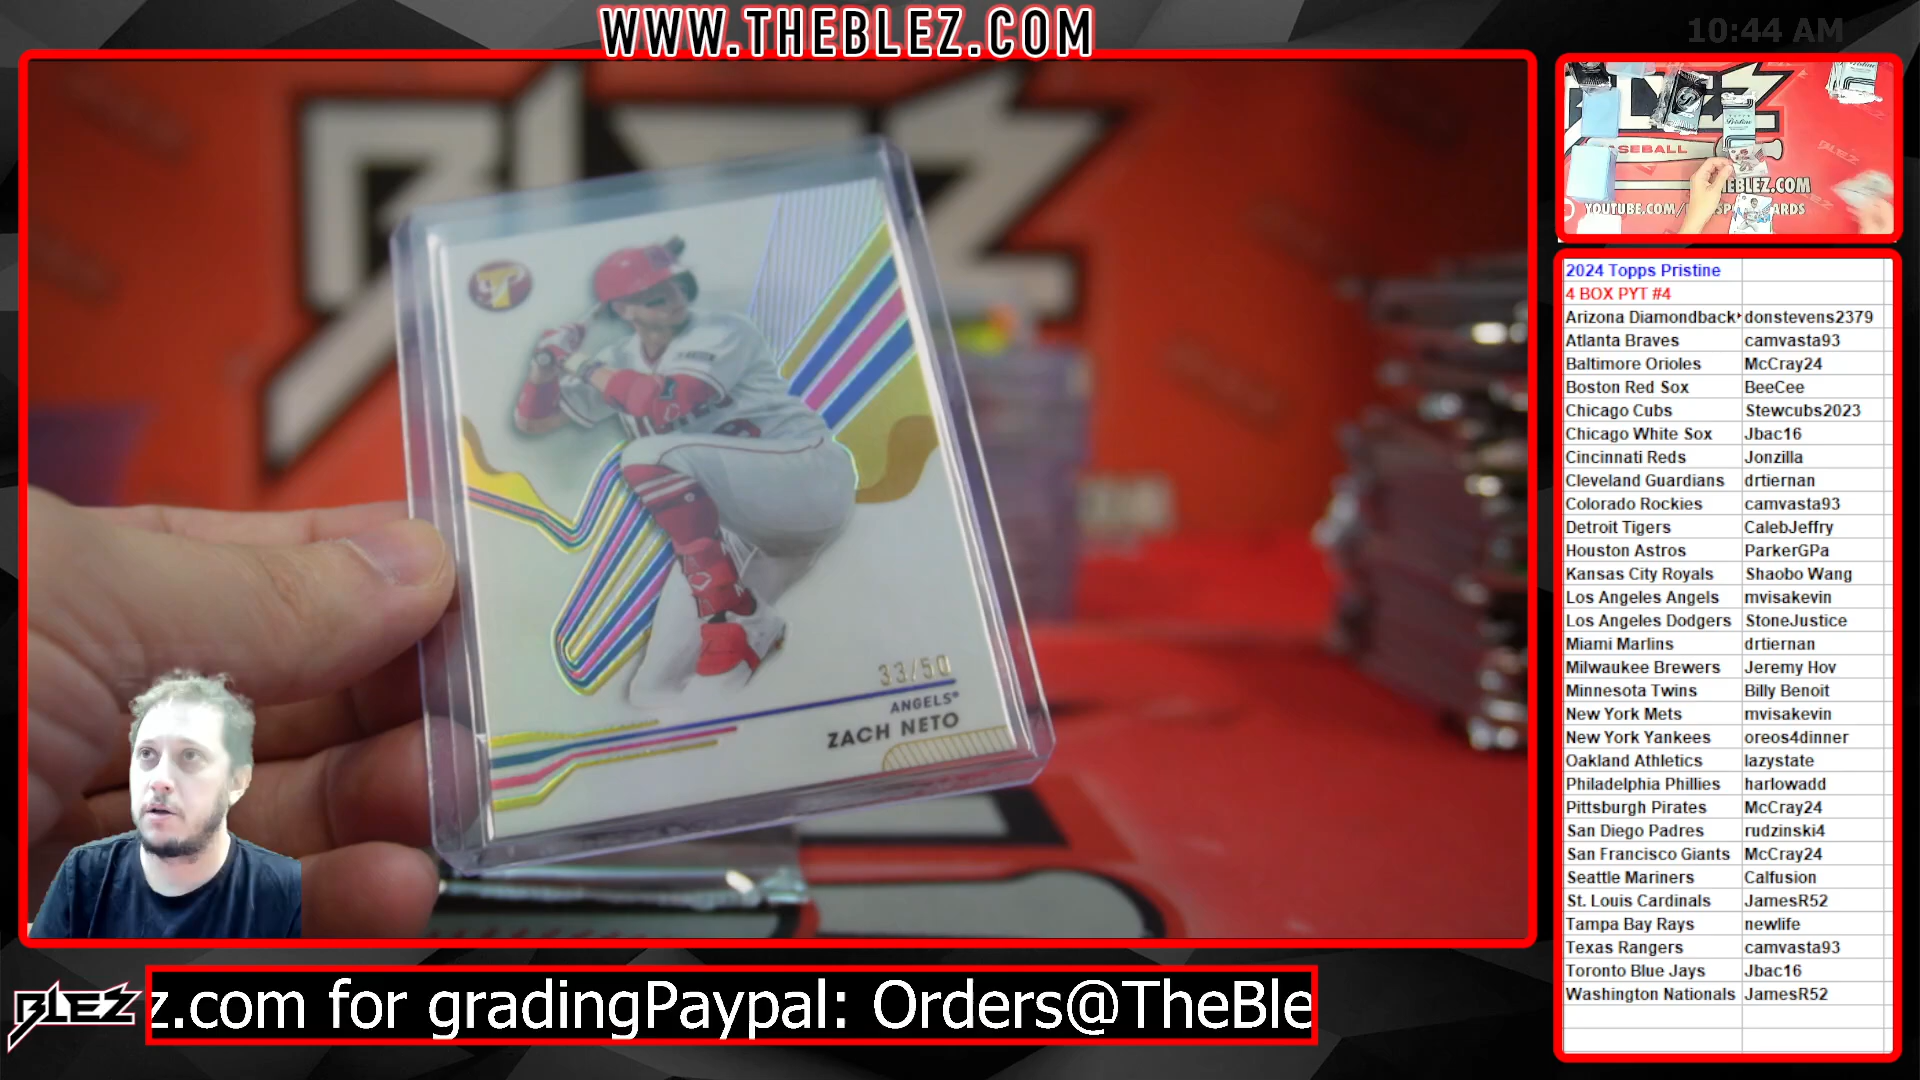 WWW.THEBLEZ.COM
10:44 AM
33/50
ANGELS
ZACH NETO
BASEBALL
THEBLEZ.COM
YOUTUBE.COM/
2024 Topps Pristine
4 BOX PYT #4
Arizona Diamondback donstevens2379
Atlanta Braves camvasta93
Baltimore Orioles McCray24
Boston Red Sox BeeCee
Chicago Cubs Stewcubs2023
Chicago White Sox Jbac16
Cincinnati Reds Jonzilla
Cleveland Guardians drtiernan
Colorado Rockies camvasta93
Detroit Tigers CalebJeffry
Houston Astros ParkerGPa
Kansas City Royals Shaobo Wang
Los Angeles Angels mvisakevin
Los Angeles Dodgers StoneJustice
Miami Marlins drtiernan
Milwaukee Brewers Jeremy Hov
Minnesota Twins Billy Benoit
New York Mets mvisakevin
New York Yankees oreos4dinner
Oakland Athletics lazystate
Philadelphia Phillies harlowadd
Pittsburgh Pirates McCray24
San Diego Padres rudzinski4
San Francisco Giants McCray24
Seattle Mariners Calfusion
St. Louis Cardinals JamesR52
Tampa Bay Rays newlife
Texas Rangers camvasta93
Toronto Blue Jays Jbac16
Washington Nationals JamesR52
BLEZ
z.com for gradingPaypal: Orders@TheBle